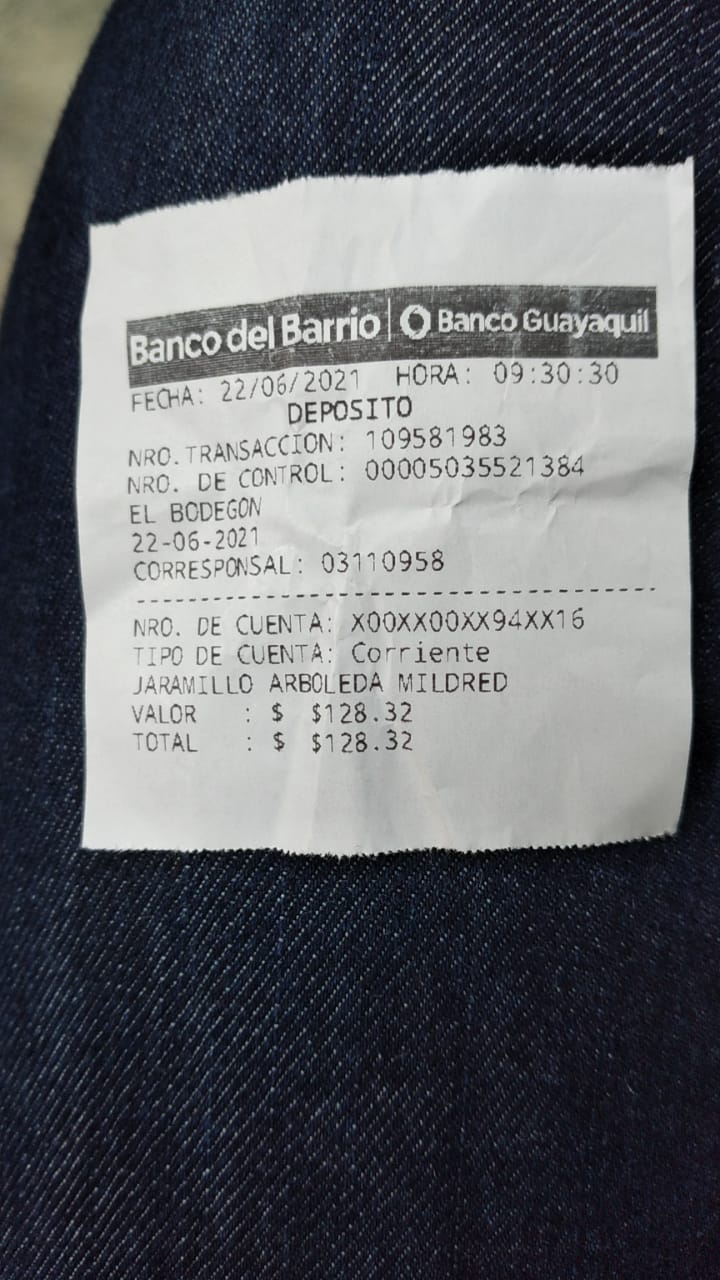 Banco del Barrio | Banco Guayaquil
FECHA: 22/06/2021 HORA: 09:30:30
DEPOSITO
NRO.TRANSACCION: 109581983
NRO. DE CONTROL: 00005035521384
EL BODEGON
22-06-2021
CORRESPONSAL: 03110958
NRO. DE CUENTA: X00XX00XX94XX16
TIPO DE CUENTA: Corriente
JARAMILLO ARBOLEDA MILDRED
VALOR : $ $128.32
TOTAL : $ $128.32